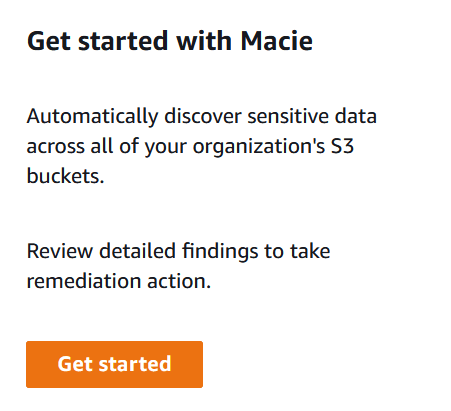 Get started with Macie
Automatically discover sensitive data
across all of your organization's S3
buckets.
Review detailed findings to take
remediation action.
Get started